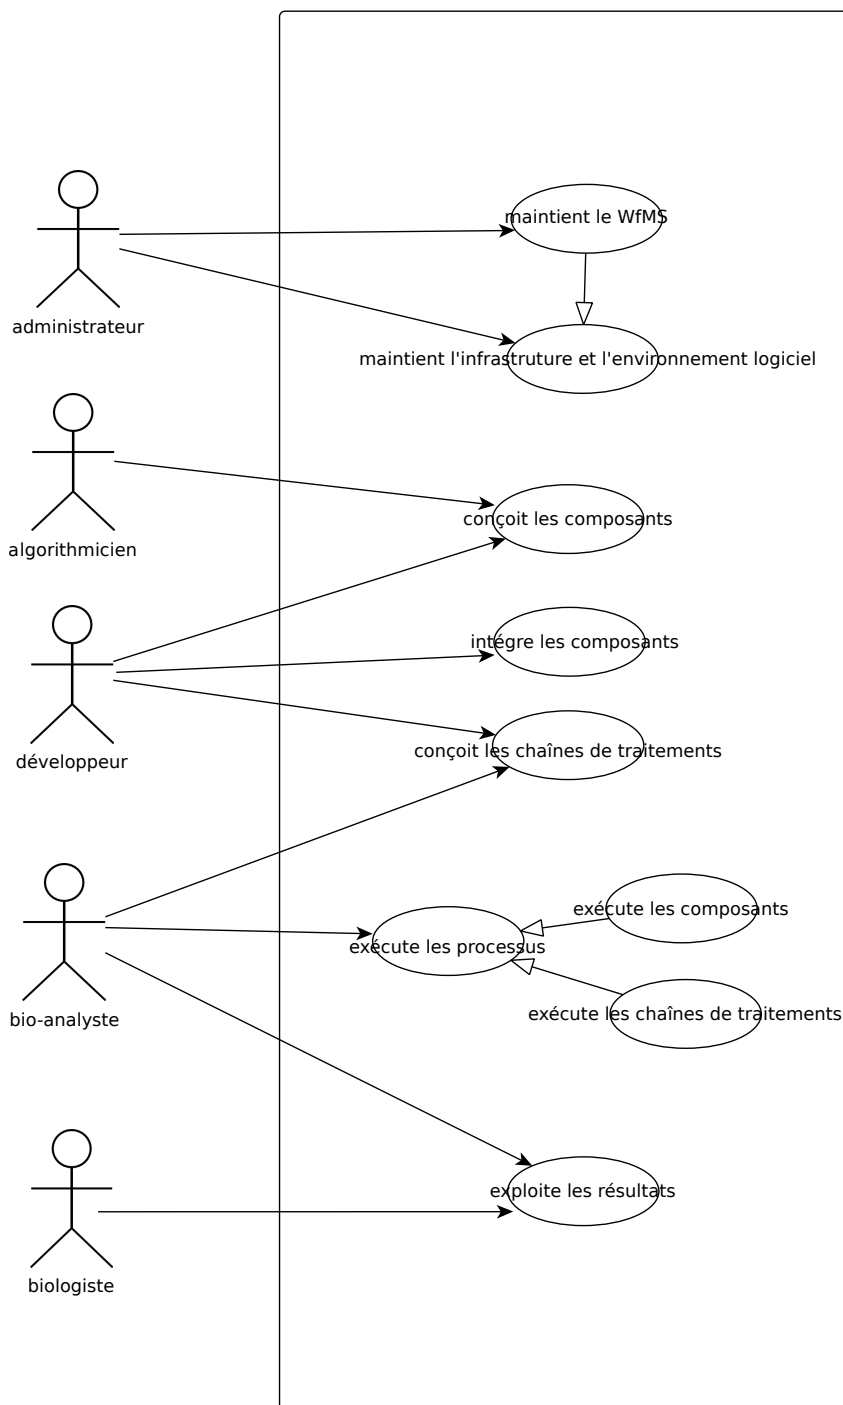 maintient le WfMS
administrateur
maintient l'infrastruture et l'environnement logiciel
conçoit les composants
algorithmicien
intégre les composants
conçoit les chaînes de traitements
développeur
exécute les composants
exécute les processus
exécute les chaînes de traitements
bio-analyste
exploite les résultats
biologiste